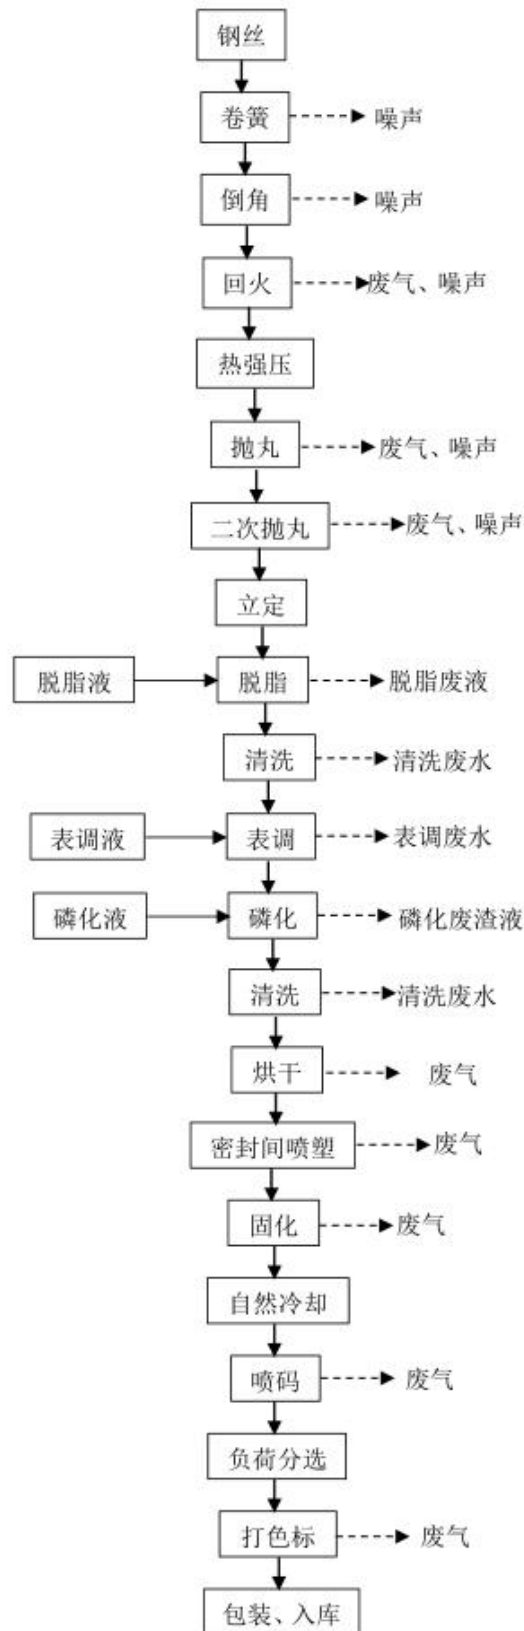 钢丝
卷簧 噪声
倒角 噪声
回火 废气、噪声
热强压
抛丸 废气、噪声
二次抛丸 废气、噪声
立定
脱脂液 脱脂 脱脂废液
清洗 清洗废水
表调液 表调 表调废水
磷化液 磷化 磷化废渣液
清洗 清洗废水
烘干 废气
密封间喷塑 废气
固化 废气
自然冷却
喷码 废气
负荷分选
打色标 废气
包装、入库